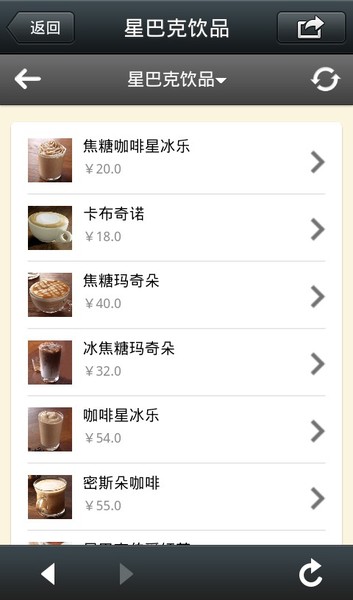 返回
星巴克饮品
星巴克饮品
焦糖咖啡星冰乐
￥20.0
卡布奇诺
￥18.0
焦糖玛奇朵
￥40.0
冰焦糖玛奇朵
￥32.0
咖啡星冰乐
￥54.0
密斯朵咖啡
￥55.0